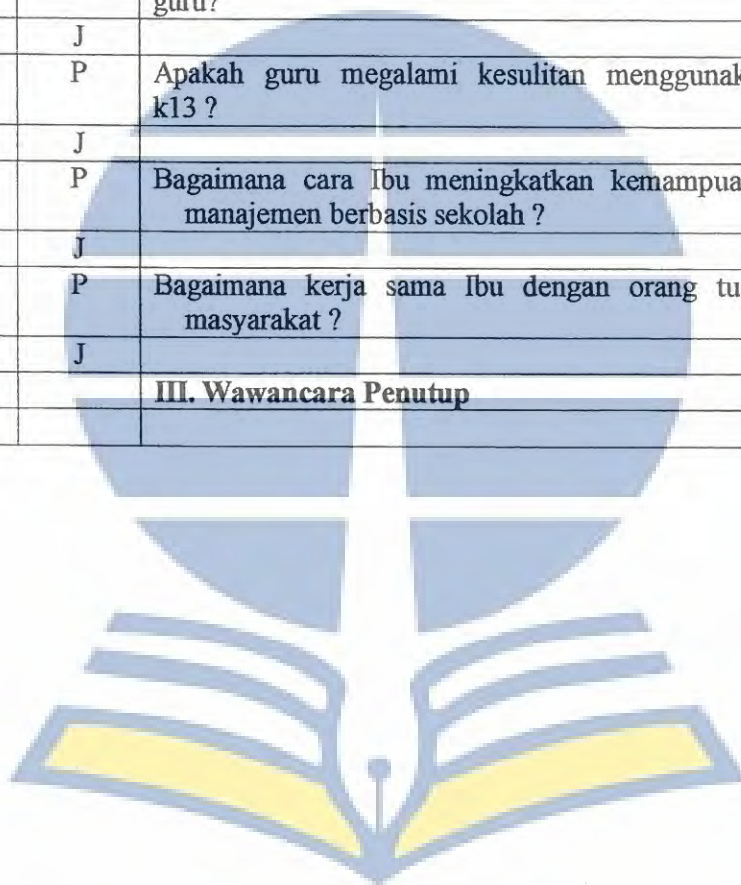 guru?
J
P Apakah guru megalami kesulitan menggunak
k13 ?
J
P Bagaimana cara Ibu meningkatkan kemampua
manajemen berbasis sekolah ?
J
P Bagaimana kerja sama Ibu dengan orang tu
masyarakat ?
J
III. Wawancara Penutup